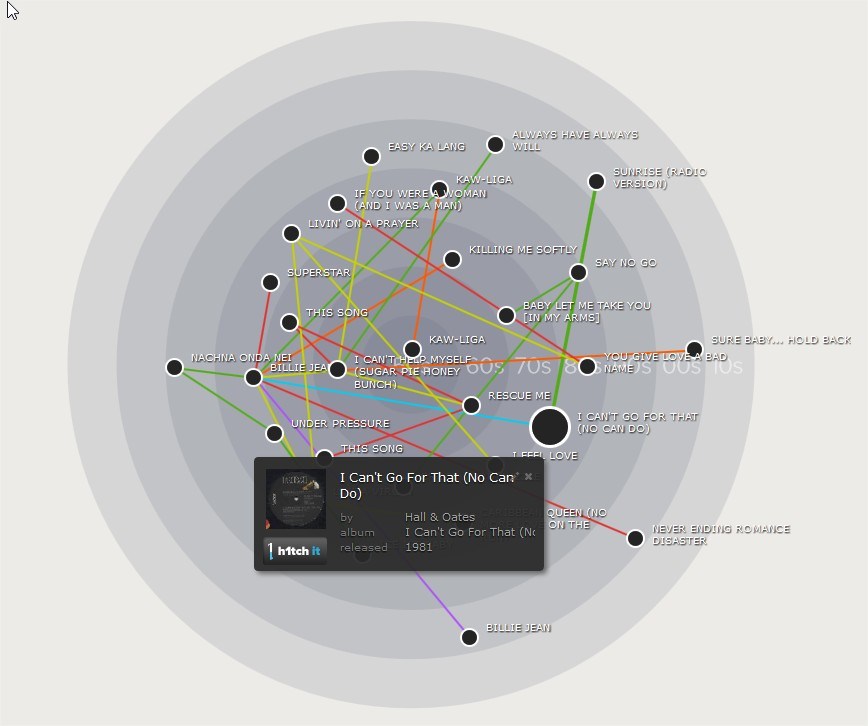 ALWAYS HAVE ALWAYS
WILL
EASY KA LANG
SUNRISE (RADIO
VERSION)
KAW-LIGA
IF YOU WERE A WOMAN
(AND I WAS A MAN)
LIVIN' ON A PRAYER
KILLING ME SOFTLY
SAY NO GO
SUPERSTAR
BABY LET ME TAKE YOU
[IN MY ARMS]
THIS SONG
KAW-LIGA
SURE BABY... HOLD BACK
NACHNA ONDA NEI
BILLIE JEAN
I CAN'T HELP MYSELF
(SUGAR PIE HONEY
BUNCH)
60s 70s 80s 00s 10s
YOU GIVE LOVE A BAD
NAME
RESCUE ME
I CAN'T GO FOR THAT
(NO CAN DO)
UNDER PRESSURE
THIS SONG
I FEEL LOVE
I Can't Go For That (No Can
Do)
by Hall & Oates
album I Can't Go For That (No
released 1981
h1tch it
QUEEN (NO
ON THE
NEVER ENDING ROMANCE
DISASTER
BILLIE JEAN